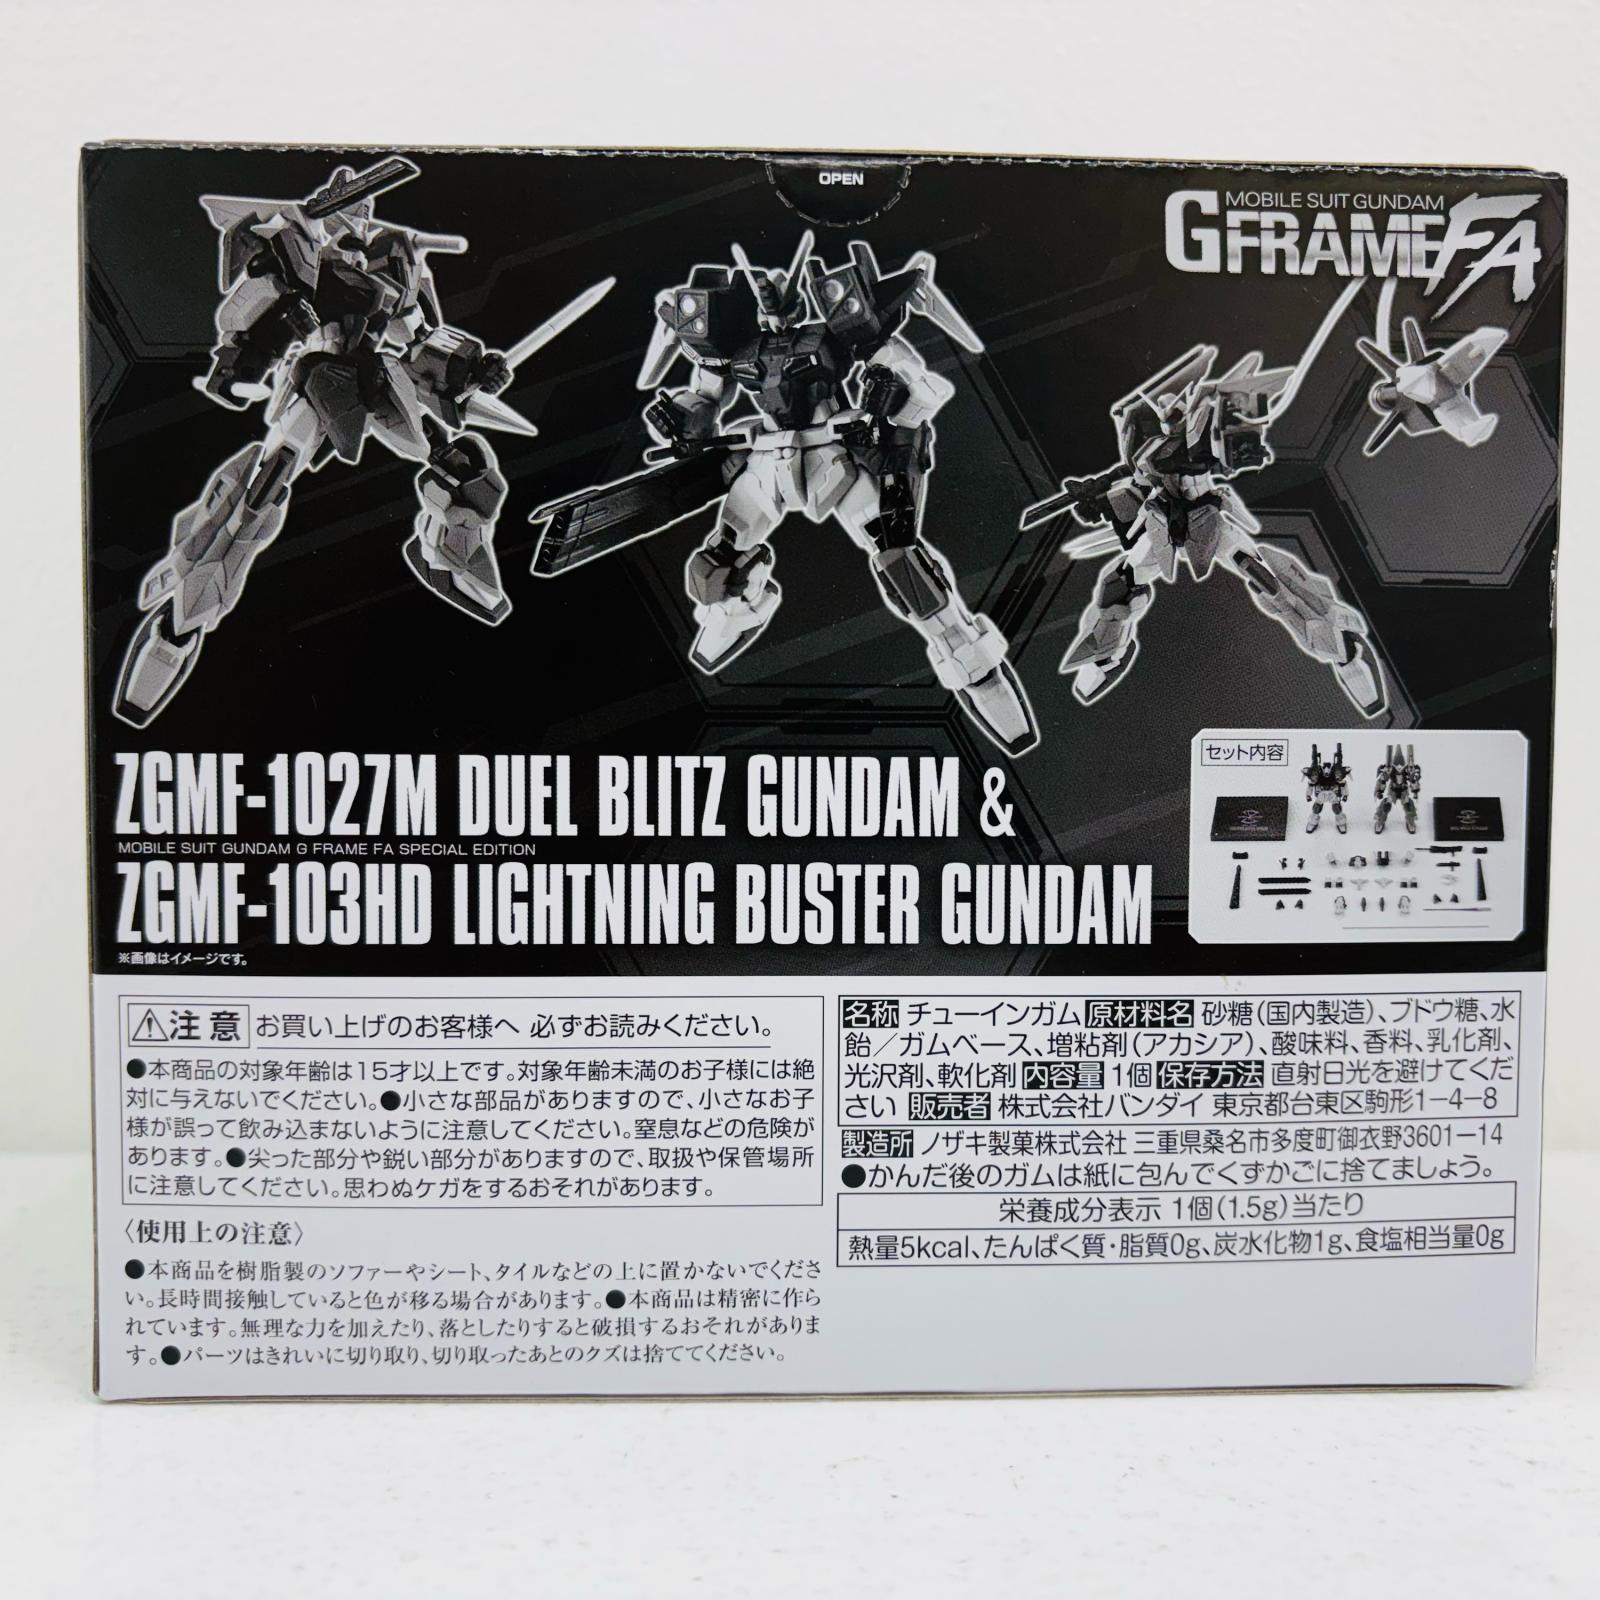 OPEN
MOBILE SUIT GUNDAM
G FRAME FA
ZGMF-1027M DUEL BLITZ GUNDAM &
MOBILE SUIT GUNDAM G FRAME FA SPECIAL EDITION
ZGMF-103HD LIGHTNING BUSTER GUNDAM
※画像はイメージです。
セット内容
⚠注意 お買い上げのお客様へ 必ずお読みください。
●本商品の対象年齢は15才以上です。対象年齢未満のお子様には絶
対に与えないでください。●小さな部品がありますので、小さなお子
様が誤って飲み込まないように注意してください。窒息などの危険が
あります。●尖った部分や鋭い部分がありますので、取扱や保管場所
に注意してください。思わぬケガをするおそれがあります。
〈使用上の注意〉
●本商品を樹脂製のソファーやシート、タイルなどの上に置かないでくださ
い。長時間接触していると色が移る場合があります。●本商品は精密に作ら
れています。無理な力を加えたり、落としたりすると破損するおそれがありま
す。●パーツはきれいに切り取り、切り取ったあとのクズは捨ててください。
名称 チューインガム 原材料名 砂糖(国内製造)、ブドウ糖、水
飴／ガムベース、増粘剤(アカシア)、酸味料、香料、乳化剤、
光沢剤、軟化剤 内容量 1個 保存方法 直射日光を避けてくだ
さい 販売者 株式会社バンダイ 東京都台東区駒形1-4-8
製造所 ノザキ製菓株式会社 三重県桑名市多度町御衣野3601-14
●かんだ後のガムは紙に包んでくずかごに捨てましょう。
栄養成分表示 1個(1.5g)当たり
熱量5kcal、たんぱく質・脂質0g、炭水化物1g、食塩相当量0g